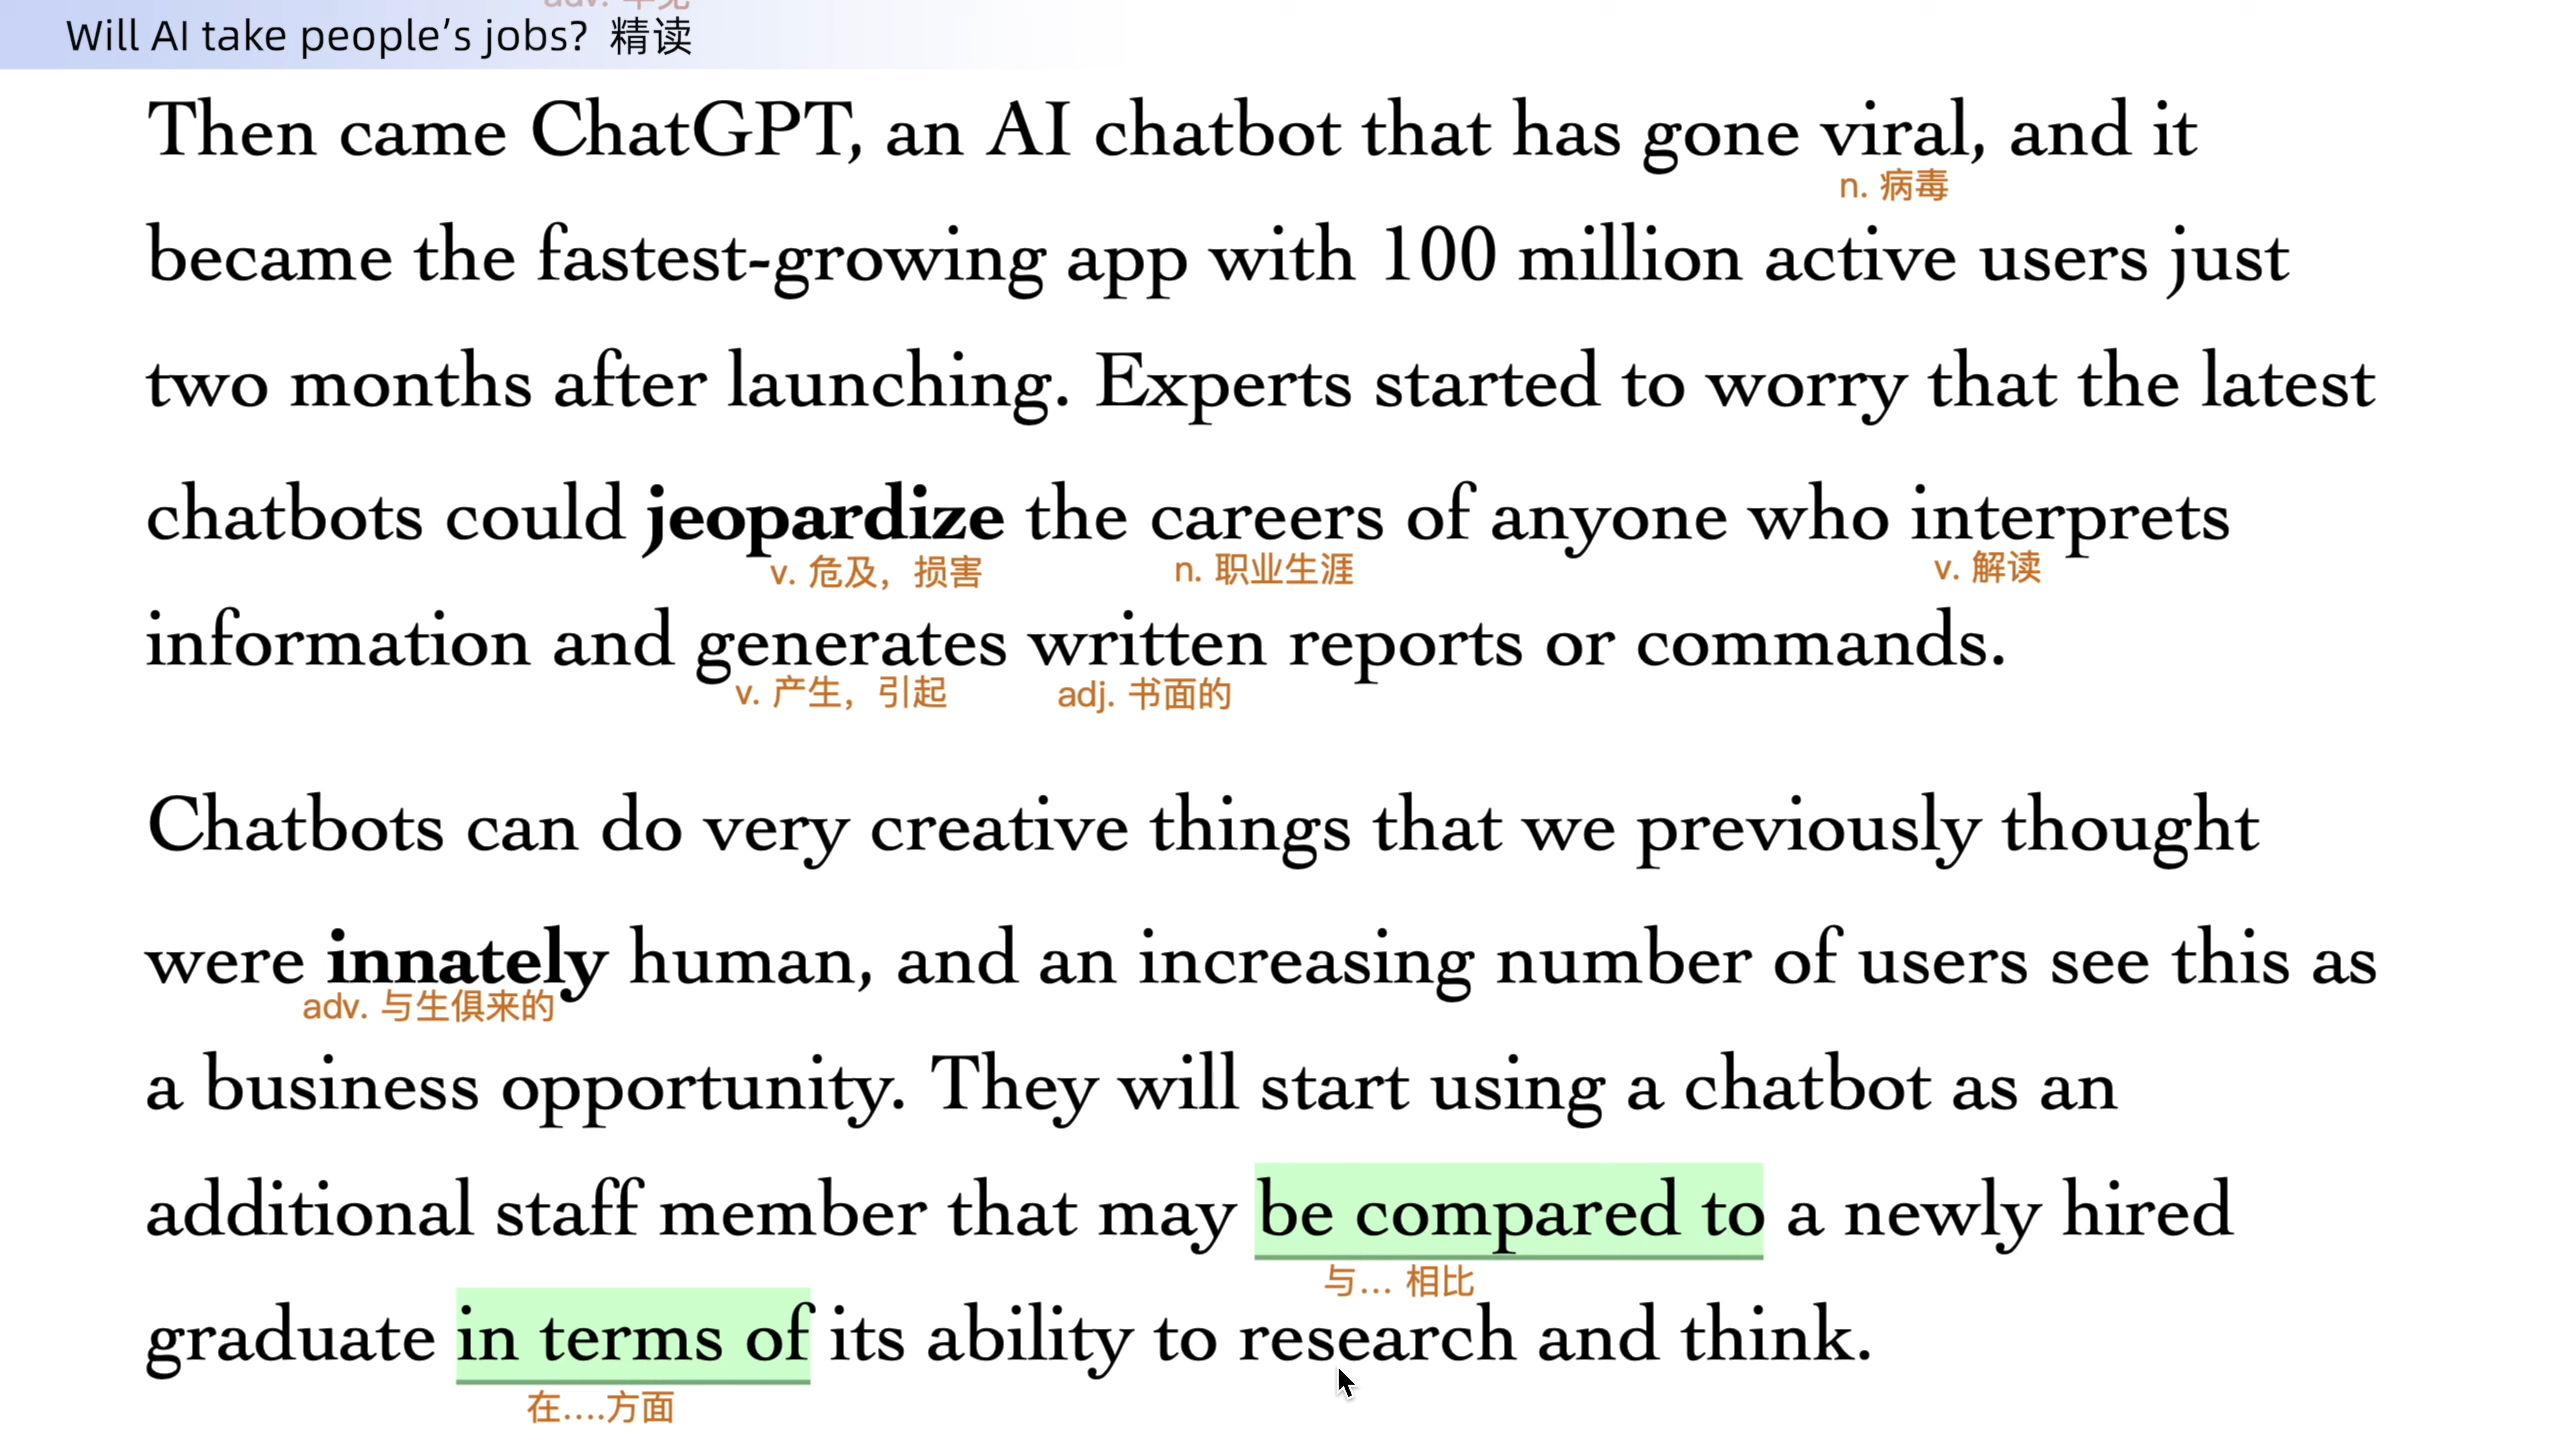 Will AI take people’s jobs? 精读
Then came ChatGPT, an AI chatbot that has gone viral, and it
n. 病毒
became the fastest-growing app with 100 million active users just
two months after launching. Experts started to worry that the latest
chatbots could jeopardize the careers of anyone who interprets
v. 危及，损害 n. 职业生涯 v. 解读
information and generates written reports or commands.
v. 产生，引起 adj. 书面的
Chatbots can do very creative things that we previously thought
were innately human, and an increasing number of users see this as
adv. 与生俱来的
a business opportunity. They will start using a chatbot as an
additional staff member that may be compared to a newly hired
与... 相比
graduate in terms of its ability to research and think.
在....方面